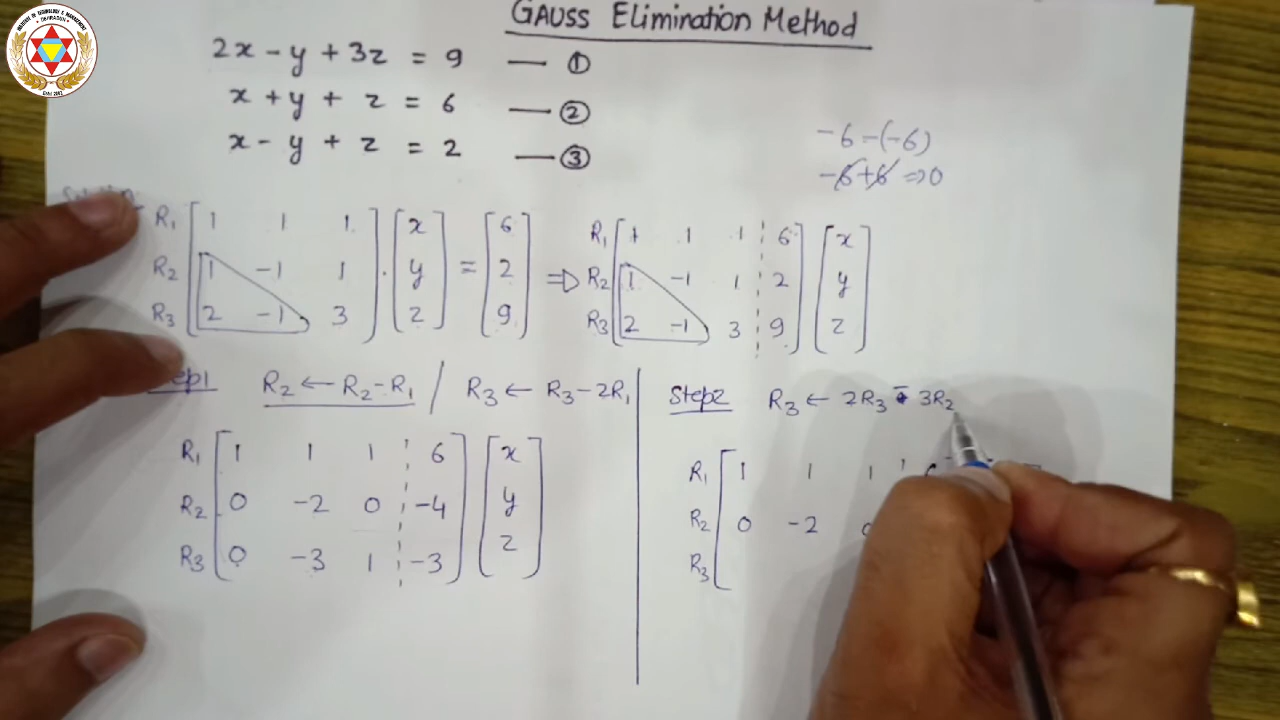 GAUSS Elimination Method
2x - y + 3z = 9 — ①
x + y + z = 6 — ②
x - y + z = 2 — ③
-6-(-6)
-6+6 => 0
R1 [ 1 1 1 ] . [ x ] = [ 6 ] => R1 [ 1 1 1 ¦ 6 ] [ x ]
R2 [ 1 -1 1 ] [ y ] [ 2 ] R2 [ 1 -1 1 ¦ 2 ] [ y ]
R3 [ 2 -1 3 ] [ z ] [ 9 ] R3 [ 2 -1 3 ¦ 9 ] [ z ]
Step1 R2 ← R2-R1 / R3 ← R3-2R1
R1 [ 1 1 1 ¦ 6 ] [ x ]
R2 [ 0 -2 0 ¦ -4 ] [ y ]
R3 [ 0 -3 1 ¦ -3 ] [ z ]
Step2 R3 ← 2R3 - 3R2
R1 [ 1 1 1 ¦
R2 [ 0 -2
R3 [